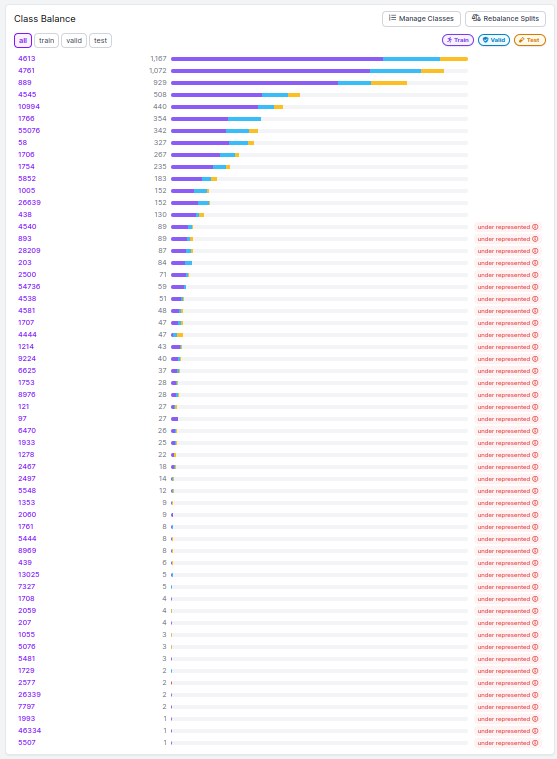 Class Balance
Manage Classes
Rebalance Splits
all train valid test
Train Valid Test
4613 1,167
4761 1,072
889 929
4545 508
10994 440
1766 354
55076 342
58 327
1706 267
1754 235
5852 183
1005 152
26639 152
438 130
4540 89 under represented
893 89 under represented
28209 87 under represented
203 84 under represented
2500 71 under represented
54736 59 under represented
4538 51 under represented
4581 48 under represented
1707 47 under represented
4444 47 under represented
1214 43 under represented
9224 40 under represented
6625 37 under represented
1753 28 under represented
8976 28 under represented
121 27 under represented
97 27 under represented
6470 26 under represented
1933 25 under represented
1278 22 under represented
2467 18 under represented
2497 14 under represented
5548 12 under represented
1353 9 under represented
2060 9 under represented
1761 8 under represented
5444 8 under represented
8969 8 under represented
439 6 under represented
13025 5 under represented
7327 5 under represented
1708 4 under represented
2059 4 under represented
207 4 under represented
1055 3 under represented
5076 3 under represented
5481 3 under represented
1729 2 under represented
2577 2 under represented
26339 2 under represented
7797 2 under represented
1993 1 under represented
46334 1 under represented
5507 1 under represented